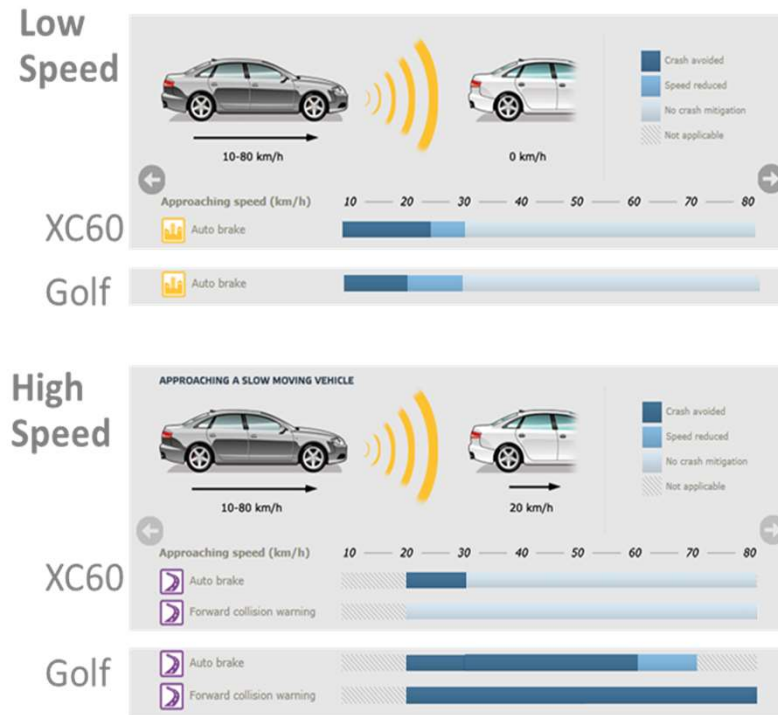 Low
Speed
Crash avoided
Speed reduced
No crash mitigation
Not applicable
10-80 km/h
0 km/h
Approaching speed (km/h) 10 20 30 40 50 60 70 80
XC60 Auto brake
Golf Auto brake
High
Speed
APPROACHING A SLOW MOVING VEHICLE
Crash avoided
Speed reduced
No crash mitigation
Not applicable
10-80 km/h
20 km/h
Approaching speed (km/h) 10 20 30 40 50 60 70 80
XC60 Auto brake
Forward collision warning
Golf Auto brake
Forward collision warning